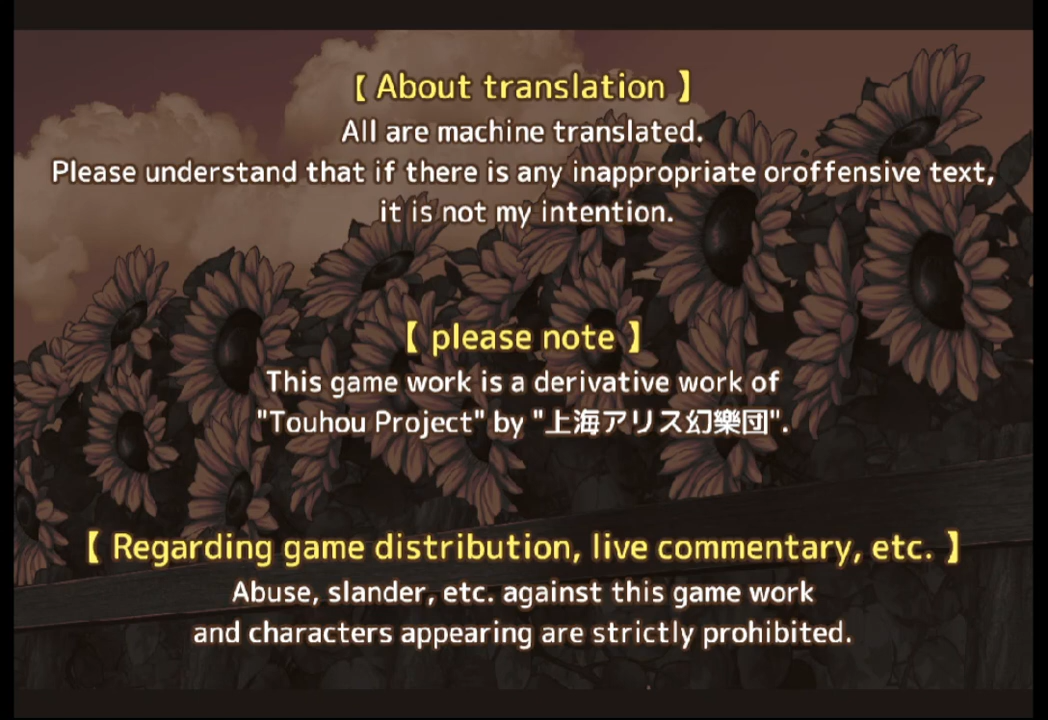 【 About translation 】
All are machine translated.
Please understand that if there is any inappropriate oroffensive text,
it is not my intention.
【 please note 】
This game work is a derivative work of
"Touhou Project" by "上海アリス幻樂団".
【 Regarding game distribution, live commentary, etc. 】
Abuse, slander, etc. against this game work
and characters appearing are strictly prohibited.